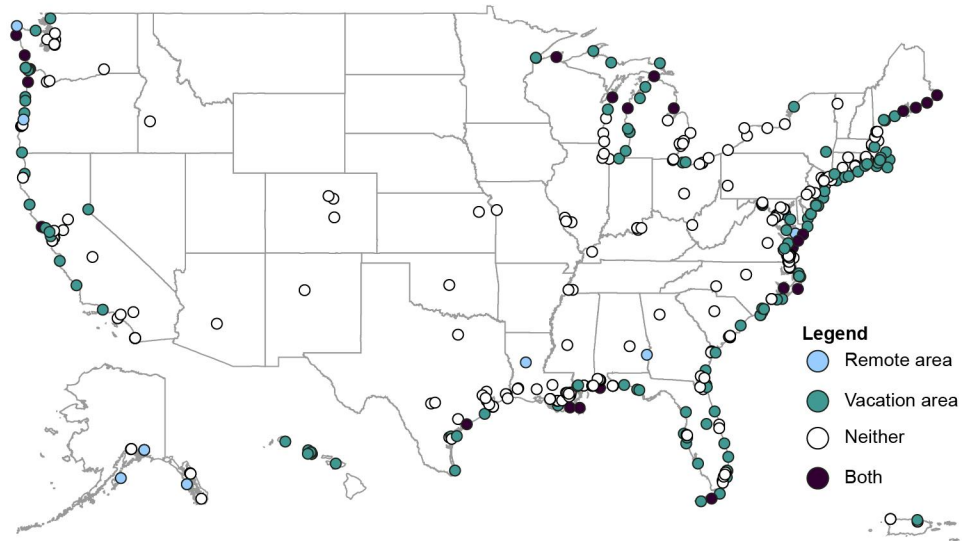 Legend
Remote area
Vacation area
Neither
Both